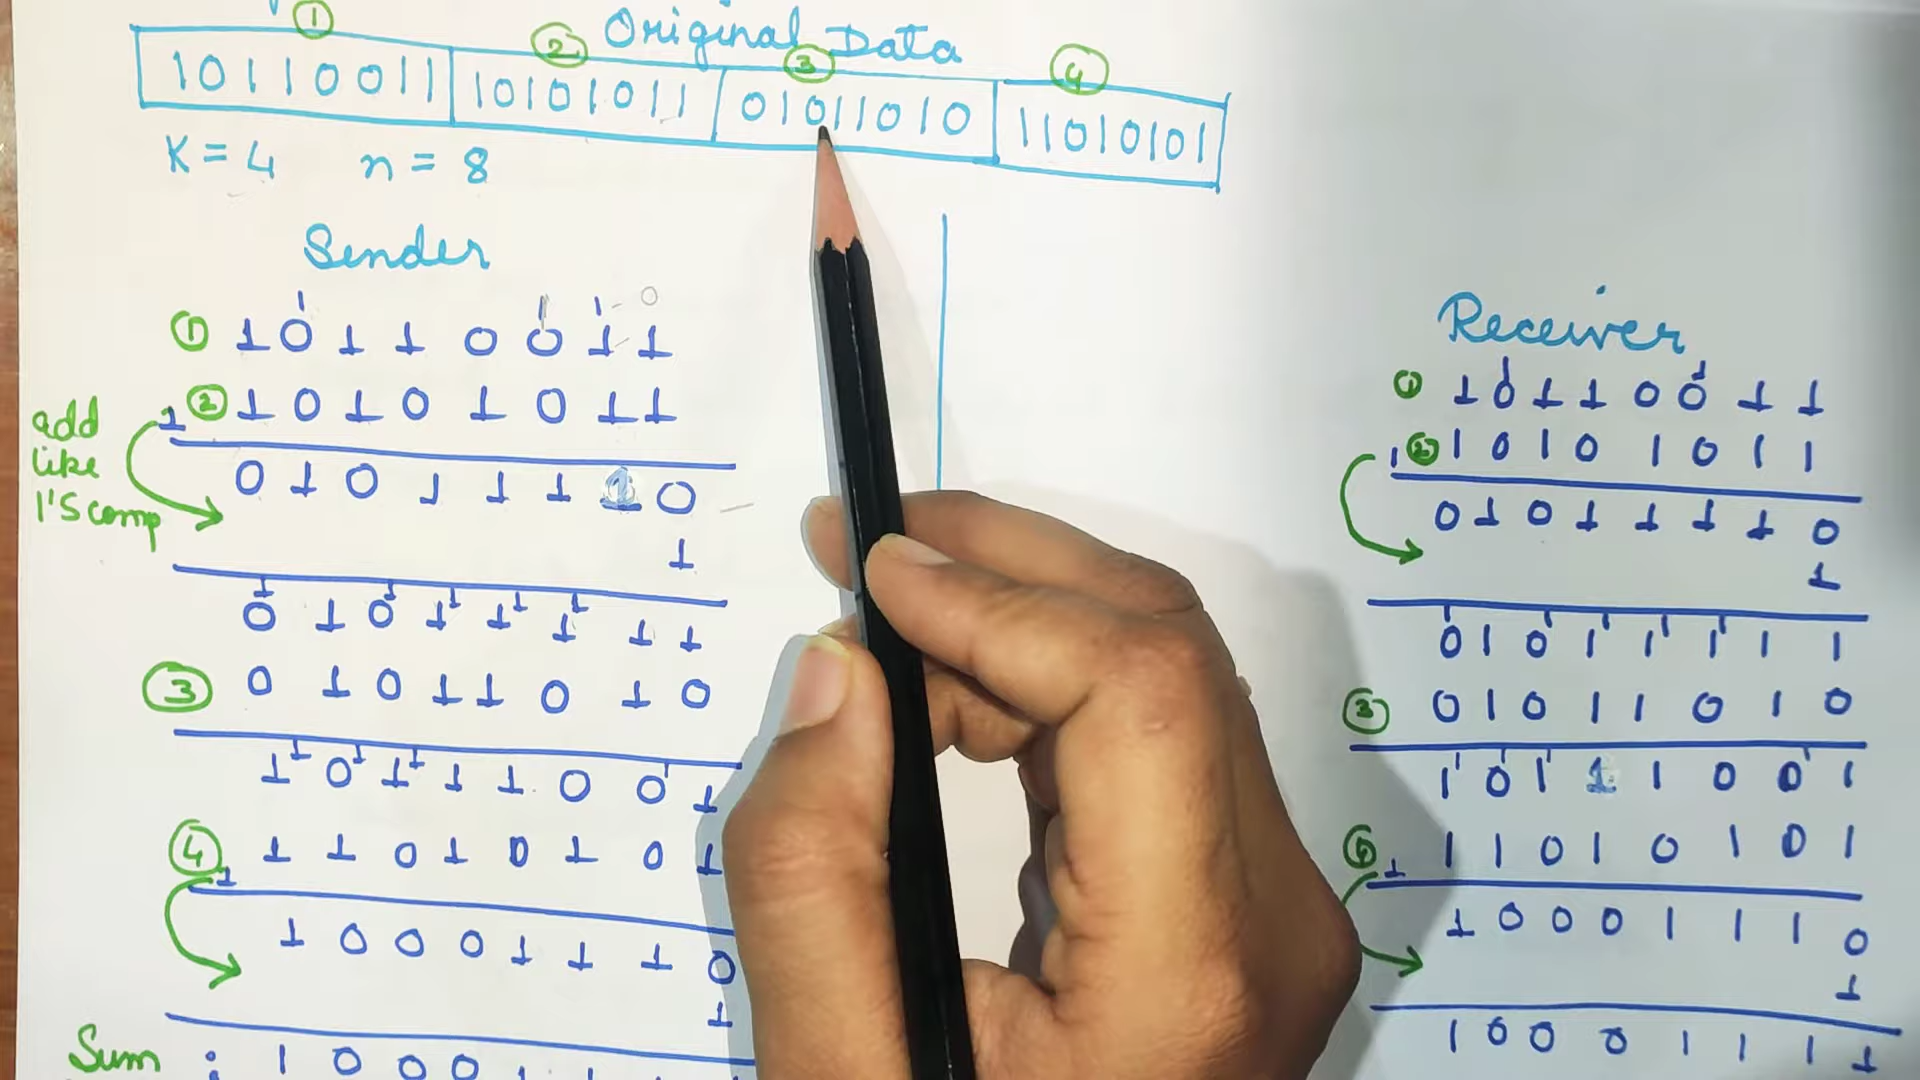 ① ② Original Data ③ ④
10110011 10101011 01011010 11010101
K = 4 n = 8
Sender
① 1 0 1 1 0 0 1 1
② 1 0 1 0 1 0 1 1
add like 1'S comp
0 1 0 1 1 1 1 0
1
0 1 0 1 1 1 1 1
③ 0 1 0 1 1 0 1 0
1 0 1 1 1 0 0 1
④ 1 1 0 1 0 1 0 1
1 0 0 0 1 1 1 0
1
Sum : 1 0 0 0
Receiver
① 1 0 1 1 0 0 1 1
② 1 0 1 0 1 0 1 1
0 1 0 1 1 1 1 0
1
0 1 0 1 1 1 1 1
③ 0 1 0 1 1 0 1 0
1 0 1 1 1 0 0 1
1 1 0 1 0 1 0 1
1 0 0 0 1 1 1 0
1
1 0 0 0 1 1 1 1